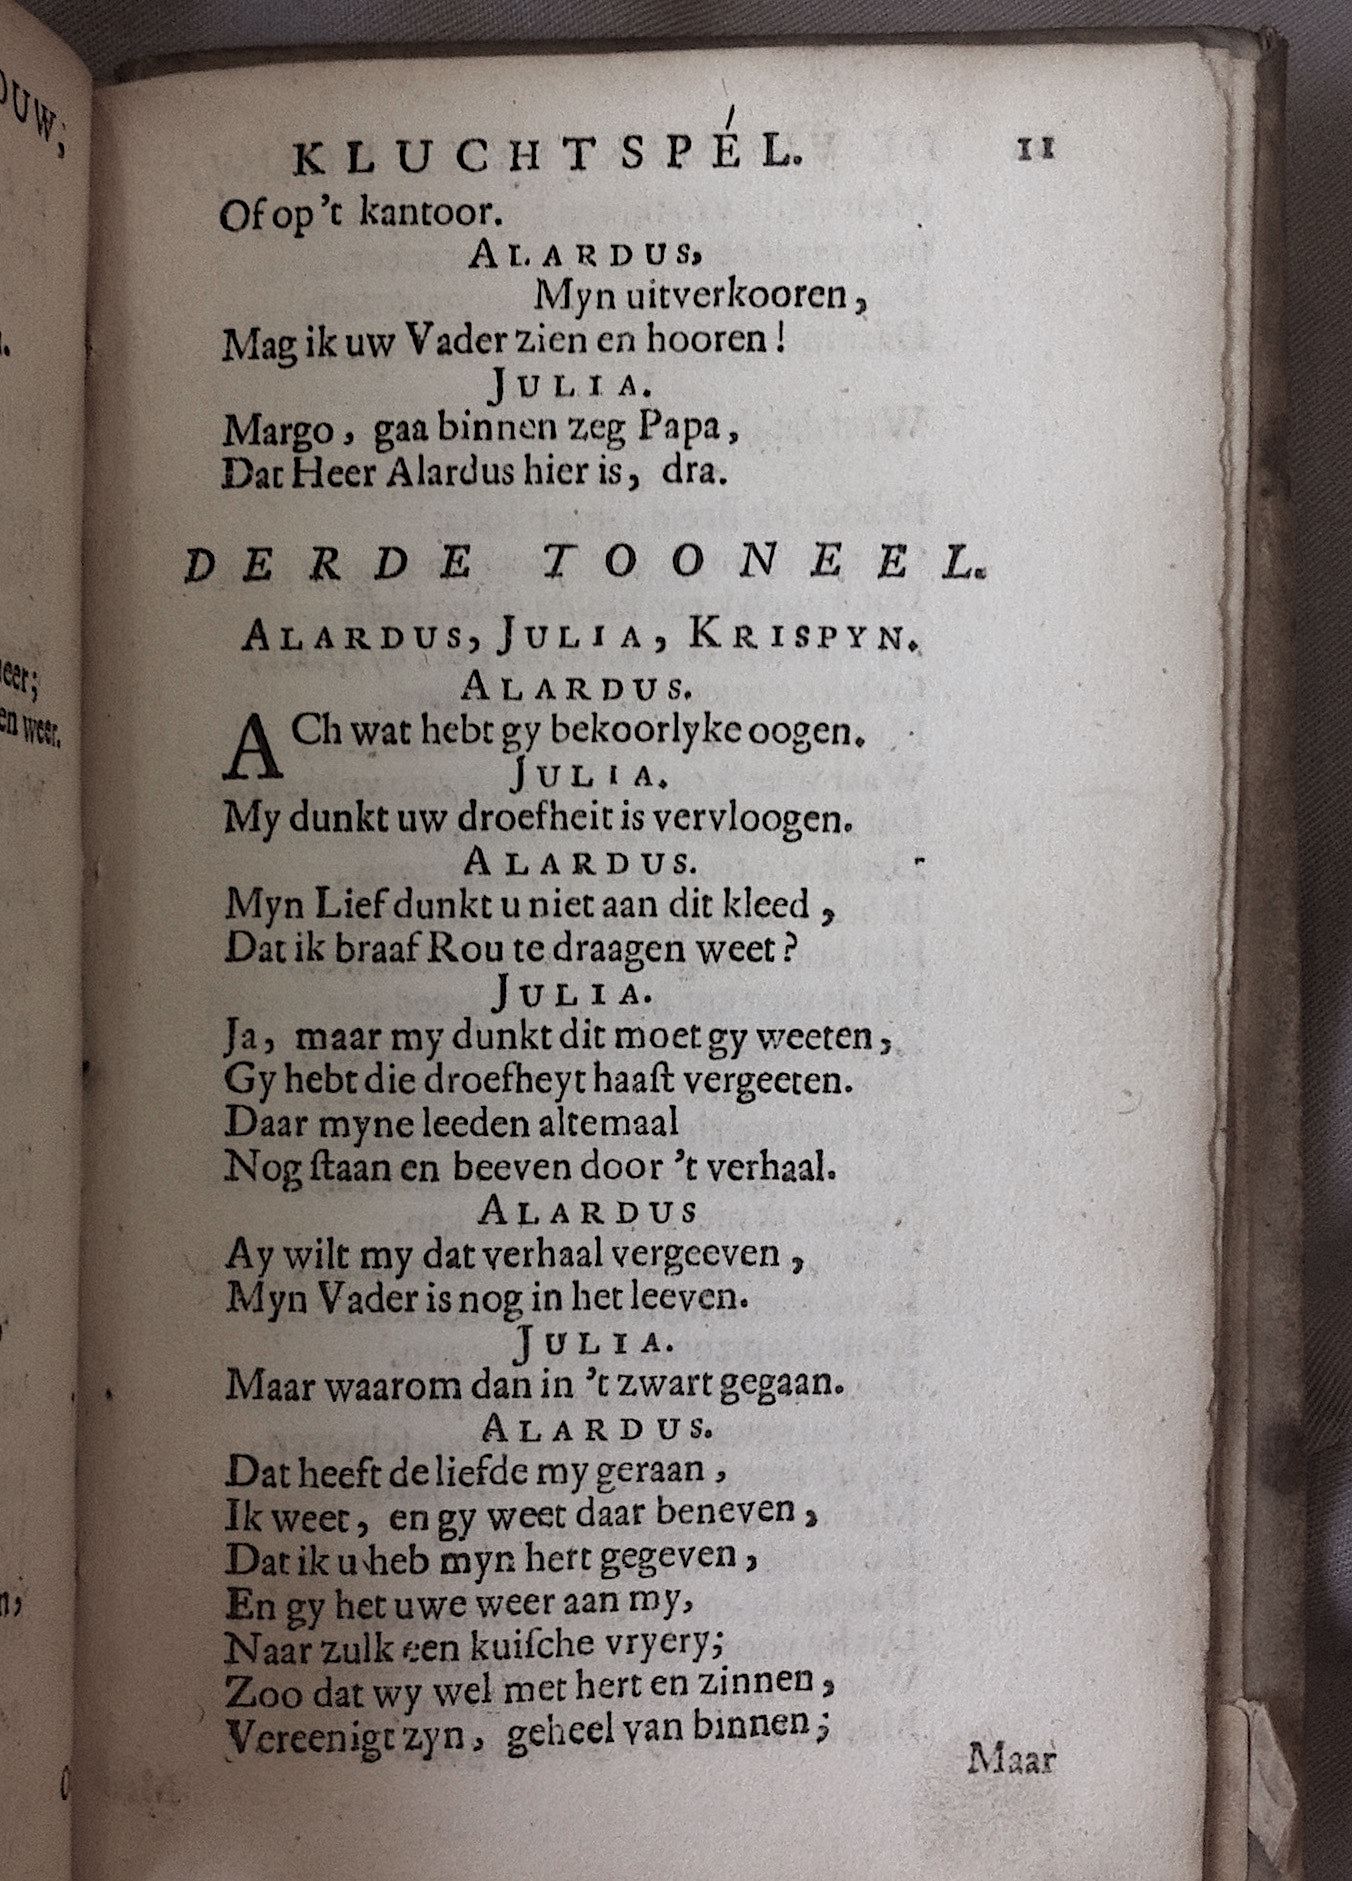 OUW;
KLUCHTSPÉL. 11
Of op 't kantoor.
ALARDUS,
Myn uitverkooren,
Mag ik uw Vader zien en hooren!
JULIA.
Margo, gaa binnen zeg Papa,
Dat Heer Alardus hier is, dra.
DERDE TOONEEL.
ALARDUS, JULIA, KRISPYN.
ALARDUS.
ACh wat hebt gy bekoorlyke oogen.
JULIA.
My dunkt uw droefheit is vervloogen.
ALARDUS.
Myn Lief dunkt u niet aan dit kleed,
Dat ik braaf Rou te draagen weet?
JULIA.
Ja, maar my dunkt dit moet gy weeten,
Gy hebt die droefheyt haaſt vergeeten.
Daar myne leeden altemaal
Nog ſtaan en beeven door 't verhaal.
ALARDUS
Ay wilt my dat verhaal vergeeven,
Myn Vader is nog in het leeven.
JULIA.
Maar waarom dan in 't zwart gegaan.
ALARDUS.
Dat heeft de liefde my geraan,
Ik weet, en gy weet daar beneven,
Dat ik u heb myn hert gegeven,
En gy het uwe weer aan my,
Naar zulk een kuiſche vryery;
Zoo dat wy wel met hert en zinnen,
Vereenigt zyn, geheel van binnen;
Maar